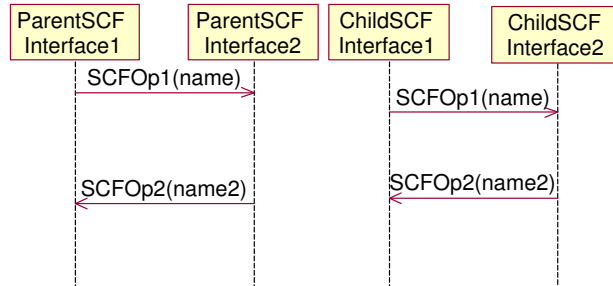 ParentSCF
Interface1
ParentSCF
Interface2
ChildSCF
Interface1
ChildSCF
Interface2
SCFOp1(name)
SCFOp1(name)
SCFOp2(name2)
SCFOp2(name2)